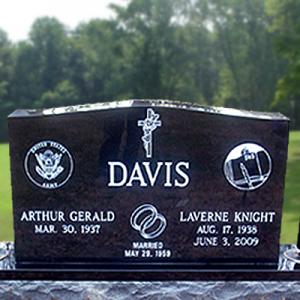 UNITED STATES
ARMY
DAVIS
ARTHUR GERALD
MAR. 30, 1937
LAVERNE KNIGHT
AUG. 17, 1938
JUNE 3, 2009
MARRIED
MAY 29, 1959